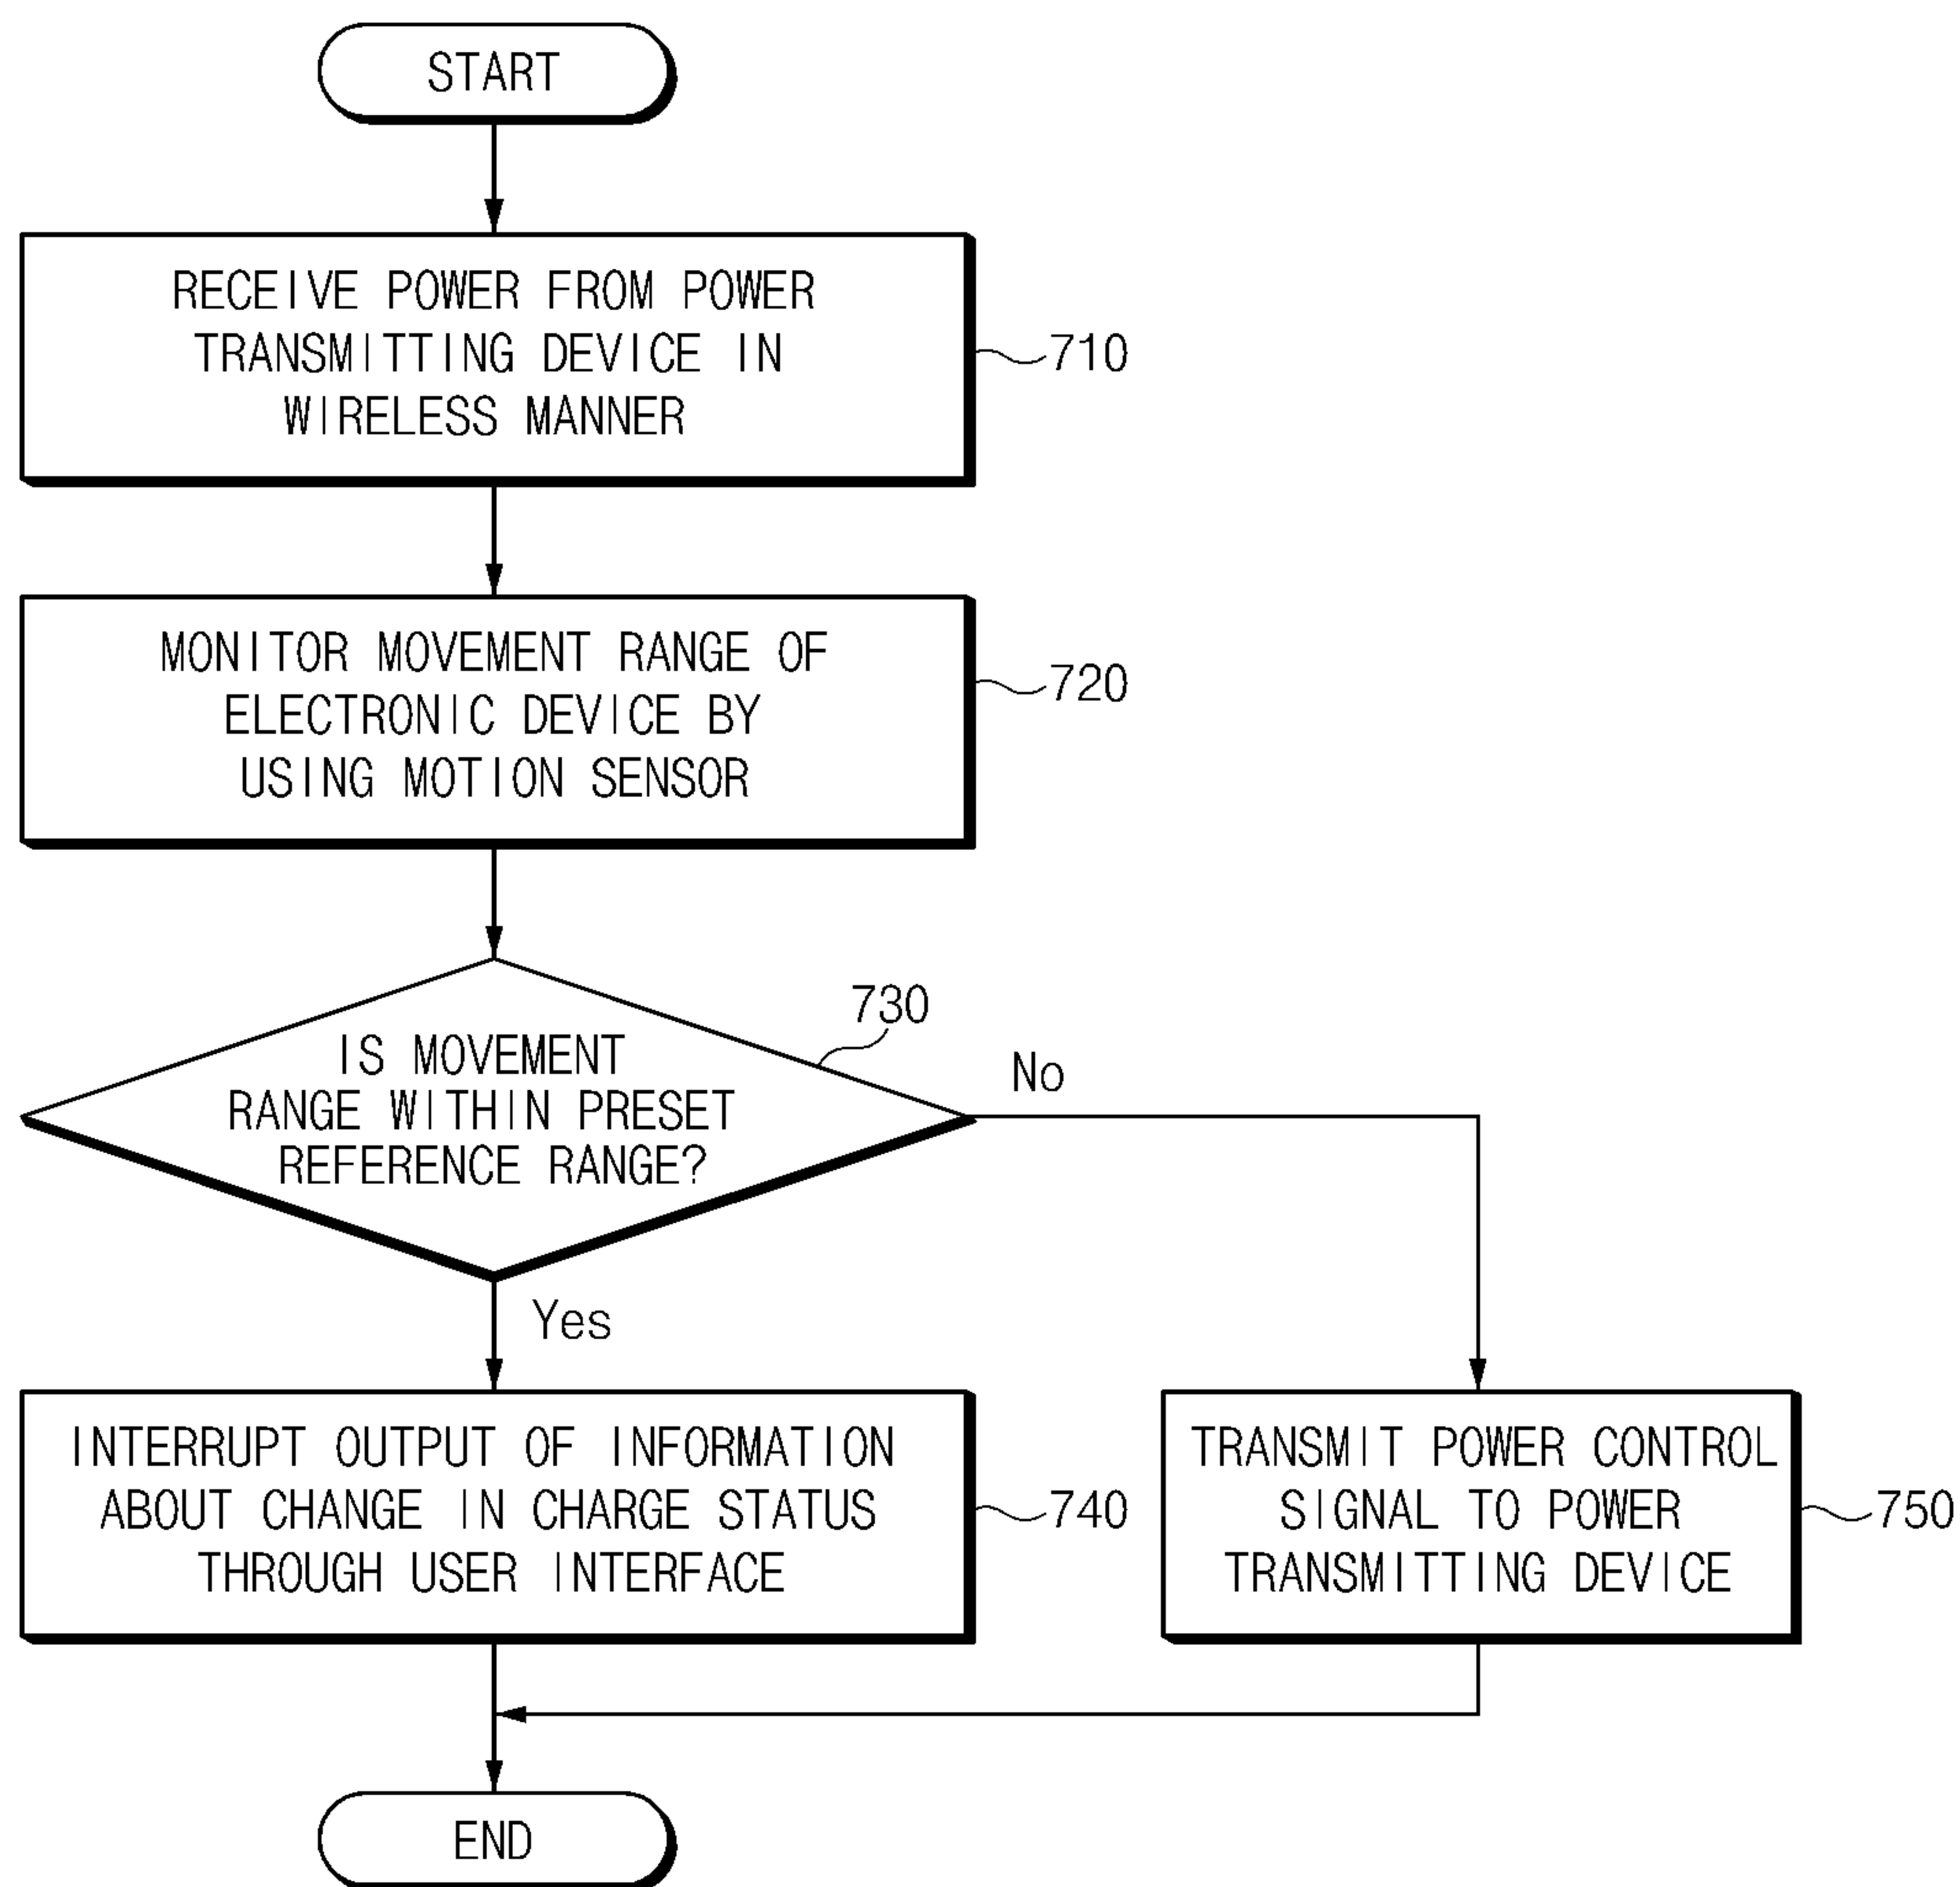 START
RECEIVE POWER FROM POWER
TRANSMITTING DEVICE IN
WIRELESS MANNER
710
MONITOR MOVEMENT RANGE OF
ELECTRONIC DEVICE BY
USING MOTION SENSOR
720
730
IS MOVEMENT
RANGE WITHIN PRESET
REFERENCE RANGE?
No
Yes
INTERRUPT OUTPUT OF INFORMATION
ABOUT CHANGE IN CHARGE STATUS
THROUGH USER INTERFACE
740
TRANSMIT POWER CONTROL
SIGNAL TO POWER
TRANSMITTING DEVICE
750
END